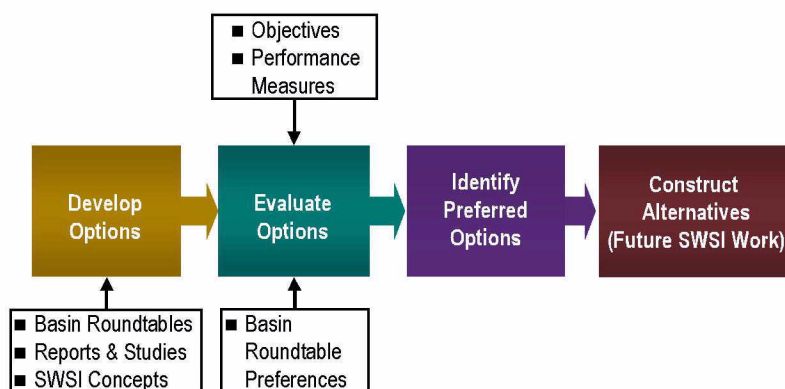 ■ Objectives
■ Performance
Measures
Develop
Options
Evaluate
Options
Identify
Preferred
Options
Construct
Alternatives
(Future SWSI Work)
■ Basin Roundtables
■ Reports & Studies
■ SWSI Concepts
■ Basin
Roundtable
Preferences